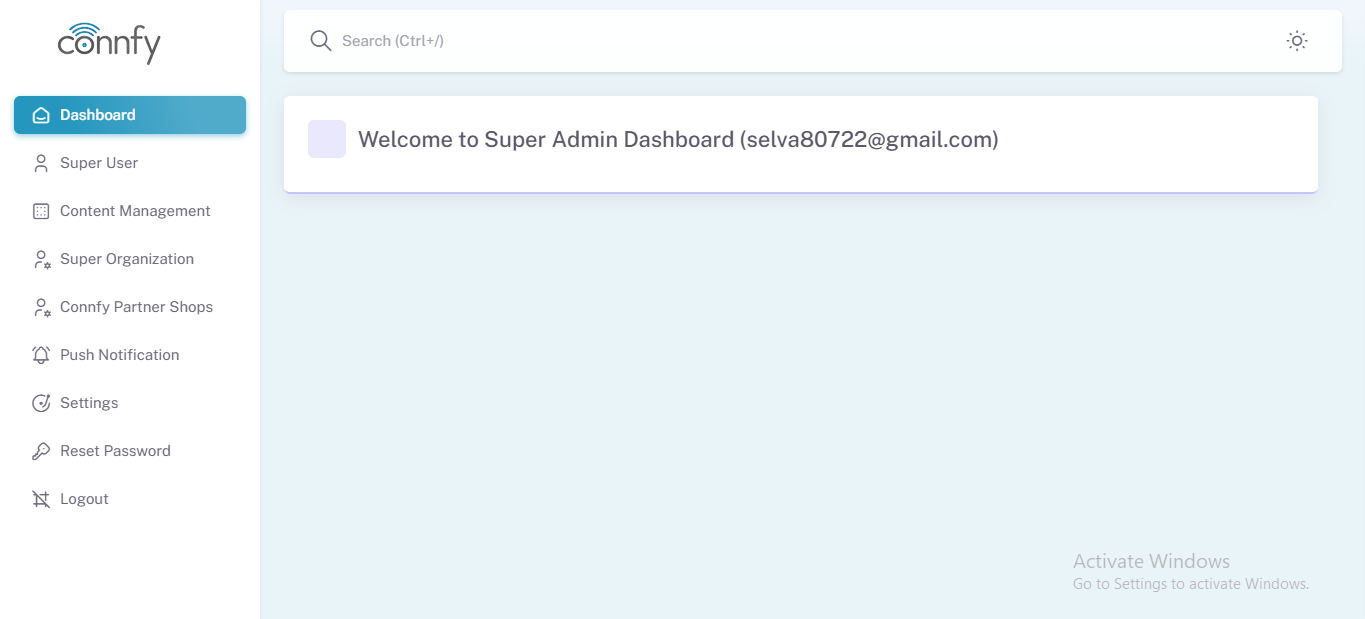 connfy
Search (Ctrl+/)
Dashboard
Welcome to Super Admin Dashboard (selva80722@gmail.com)
Super User
Content Management
Super Organization
Connfy Partner Shops
Push Notification
Settings
Reset Password
Logout
Activate Windows
Go to Settings to activate Windows.